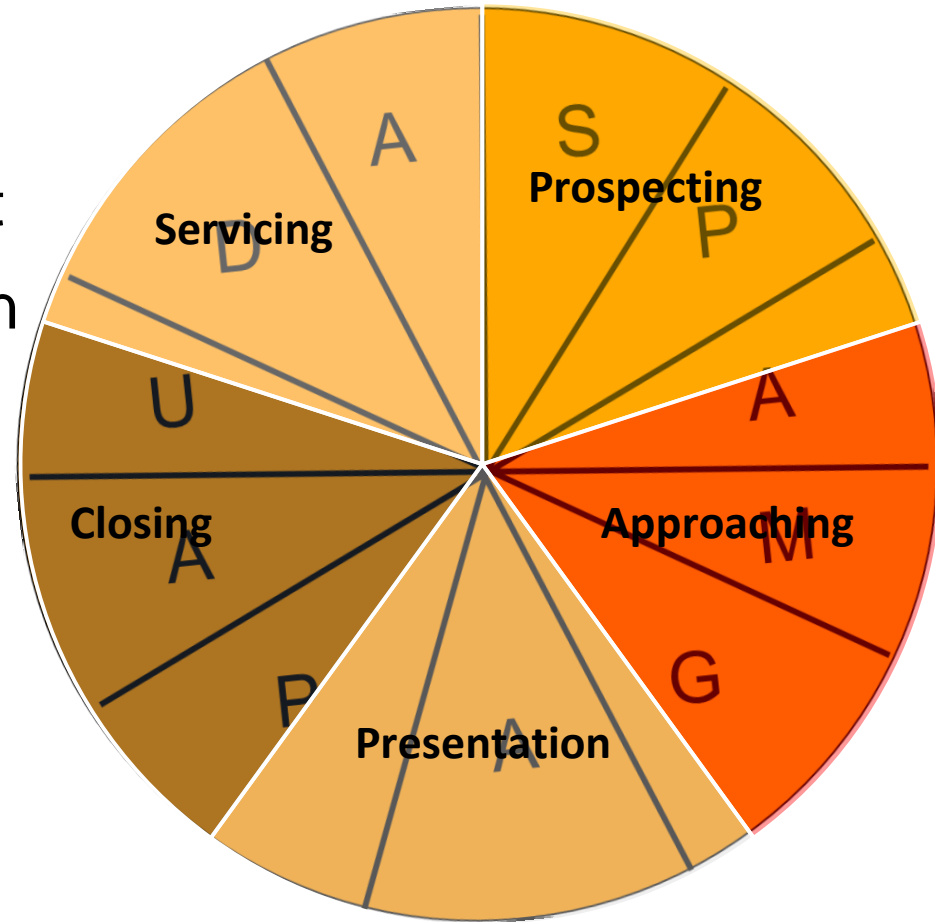 A
S
Prospecting
P
Servicing
D
A
U
Closing
A
Approaching
M
G
P
Presentation
A